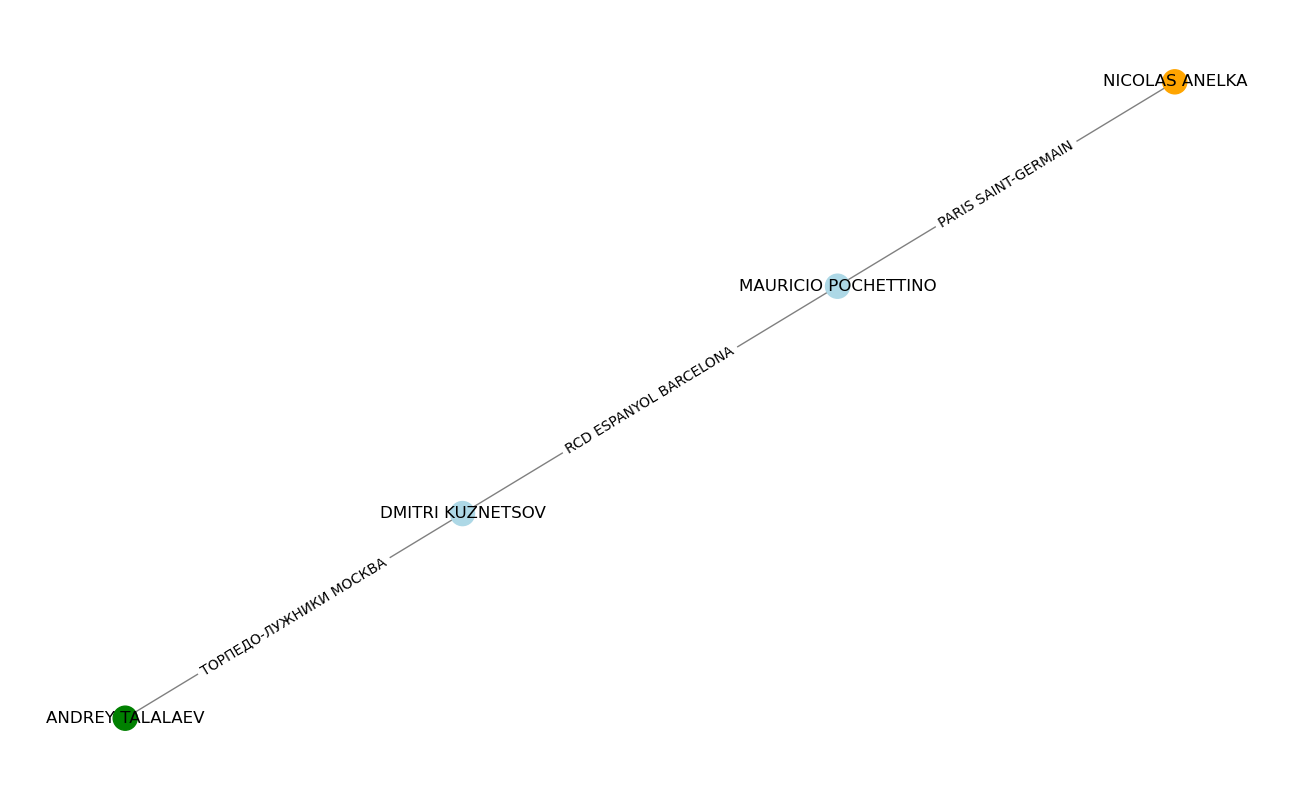 NICOLAS ANELKA
PARIS SAINT-GERMAIN
MAURICIO POCHETTINO
RCD ESPANYOL BARCELONA
DMITRI KUZNETSOV
ТОРПЕДО-ЛУЖНИКИ МОСКВА
ANDREY TALALAEV